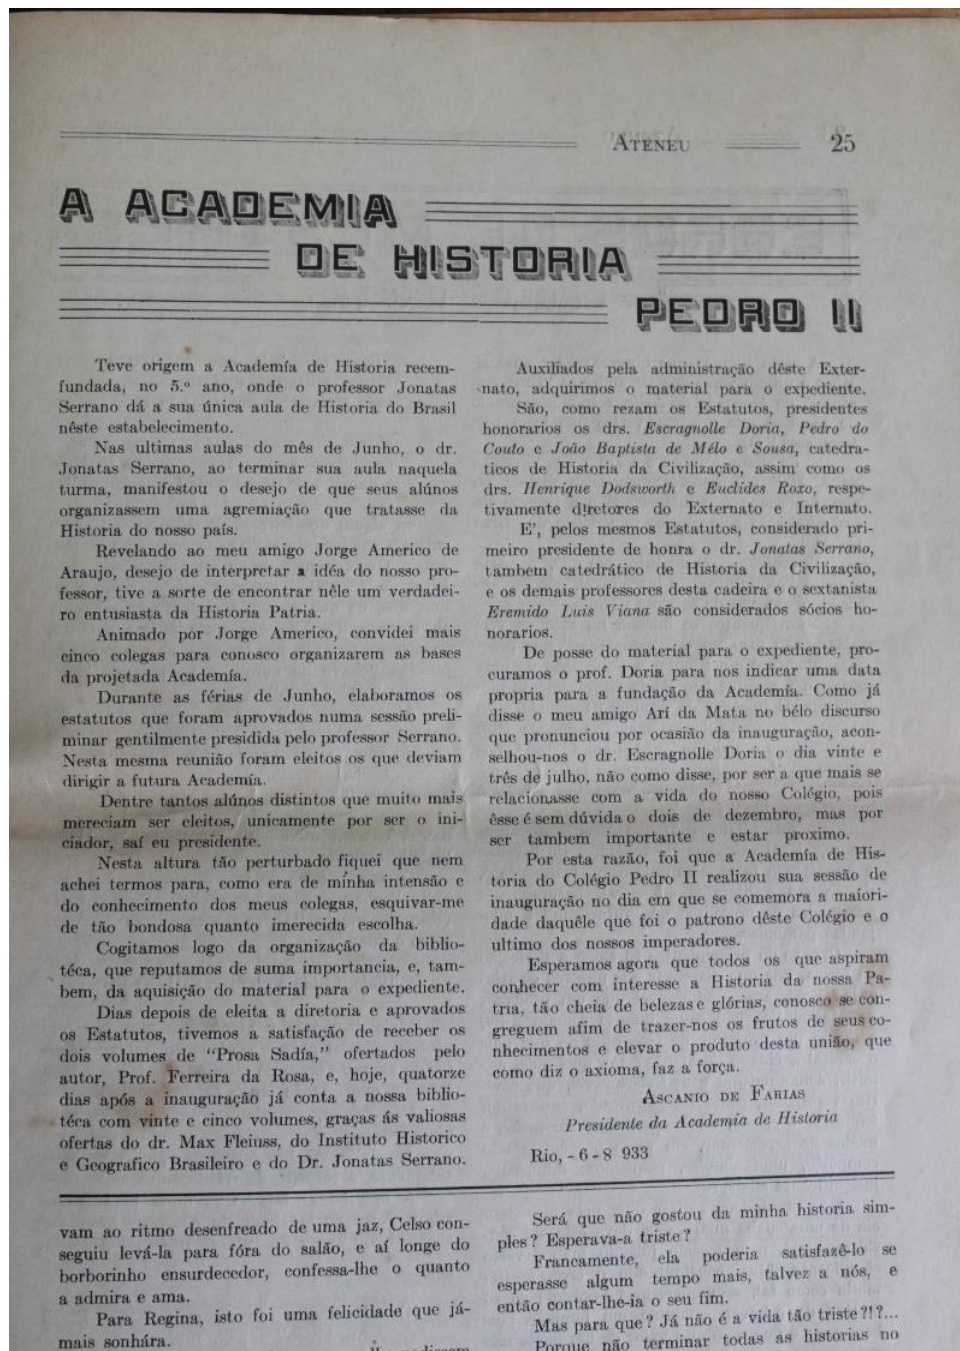 ATENEU 25
A ACADEMIA
DE HISTORIA
PEDRO II
Teve origem a Academía de Historia recem-
fundada, no 5.º ano, onde o professor Jonatas
Serrano dá a sua única aula de Historia do Brasil
nêste estabelecimento.
Nas ultimas aulas do mês de Junho, o dr.
Jonatas Serrano, ao terminar sua aula naquela
turma, manifestou o desejo de que seus alúnos
organizassem uma agremiação que tratasse da
Historia do nosso país.
Revelando ao meu amigo Jorge Americo de
Araujo, desejo de interpretar a idéa do nosso pro-
fessor, tive a sorte de encontrar nêle um verdadei-
ro entusiasta da Historia Patria.
Animado por Jorge Americo, convidei mais
cinco colegas para conosco organizarem as bases
da projetada Academía.
Durante as férias de Junho, elaboramos os
estatutos que foram aprovados numa sessão preli-
minar gentilmente presidida pelo professor Serrano.
Nesta mesma reunião foram eleitos os que deviam
dirigir a futura Academía.
Dentre tantos alúnos distintos que muito mais
mereciam ser eleitos, unicamente por ser o ini-
ciador, saí eu presidente.
Nesta altura tão perturbado fiquei que nem
achei termos para, como era de minha intensão e
do conhecimento dos meus colegas, esquivar-me
de tão bondosa quanto imerecida escolha.
Cogitamos logo da organização da biblio-
téca, que reputamos de suma importancia, e, tam-
bem, da aquisição do material para o expediente.
Dias depois de eleita a diretoria e aprovados
os Estatutos, tivemos a satisfação de receber os
dois volumes de "Prosa Sadía," ofertados pelo
autor, Prof. Ferreira da Rosa, e, hoje, quatorze
dias após a inauguração já conta a nossa biblio-
téca com vinte e cinco volumes, graças ás valiosas
ofertas do dr. Max Fleiuss, do Instituto Historico
e Geografico Brasileiro e do Dr. Jonatas Serrano.
Auxiliados pela administração dêste Exter-
nato, adquirimos o material para o expediente.
São, como rezam os Estatutos, presidentes
honorarios os drs. Escragnolle Doria, Pedro do
Couto e João Baptista de Mélo e Sousa, catedra-
ticos de Historia da Civilização, assim como os
drs. Henrique Dodsworth e Euclides Roxo, respe-
tivamente diretores do Externato e Internato.
E', pelos mesmos Estatutos, considerado pri-
meiro presidente de honra o dr. Jonatas Serrano,
tambem catedrático de Historia da Civilização,
e os demais professores desta cadeira e o sextanista
Eremido Luis Viana são considerados sócios ho-
norarios.
De posse do material para o expediente, pro-
curamos o prof. Doria para nos indicar uma data
propria para a fundação da Academía. Como já
disse o meu amigo Arí da Mata no bélo discurso
que pronunciou por ocasião da inauguração, acon-
selhou-nos o dr. Escragnolle Doria o dia vinte e
três de julho, não como disse, por ser a que mais se
relacionasse com a vida do nosso Colégio, pois
êsse é sem dúvida o dois de dezembro, mas por
ser tambem importante e estar proximo.
Por esta razão, foi que a Academía de His-
toria do Colégio Pedro II realizou sua sessão de
inauguração no dia em que se comemora a maiori-
dade daquêle que foi o patrono dêste Colégio e o
ultimo dos nossos imperadores.
Esperamos agora que todos os que aspiram
conhecer com interesse a Historia da nossa Pa-
tria, tão cheia de belezas e glórias, conosco se con-
greguem afim de trazer-nos os frutos de seus co-
nhecimentos e elevar o produto desta união, que
como diz o axioma, faz a força.
ASCANIO DE FARIAS
Presidente da Academia de Historia
Rio, - 6 - 8 933
vam ao ritmo desenfreado de uma jaz, Celso con-
seguiu levá-la para fóra do salão, e aí longe do
borborinho ensurdecedor, confessa-lhe o quanto
a admira e ama.
Para Regina, isto foi uma felicidade que já-
mais sonhára.
Será que não gostou da minha historia sim-
ples? Esperava-a triste?
Francamente, ela poderia satisfazê-lo se
esperasse algum tempo mais, talvez a nós, e
então contar-lhe-ia o seu fim.
Mas para que? Já não é a vida tão triste?!?...
Porque não terminar todas as historias no